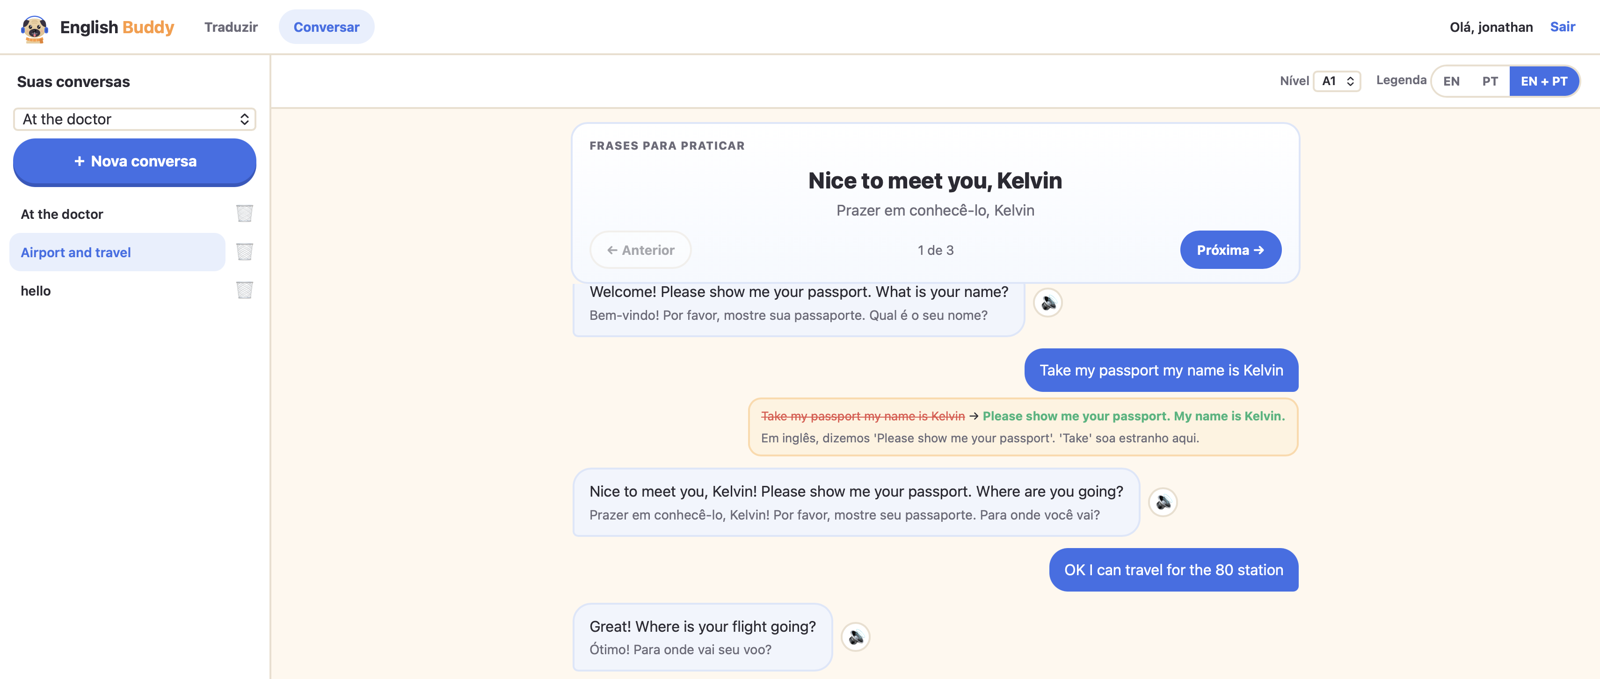 English Buddy
Traduzir
Conversar
Olá, jonathan
Sair
Suas conversas
At the doctor
+ Nova conversa
At the doctor
Airport and travel
hello
Nível
A1
Legenda
EN
PT
EN + PT
FRASES PARA PRATICAR
Nice to meet you, Kelvin
Prazer em conhecê-lo, Kelvin
← Anterior
1 de 3
Próxima →
Welcome! Please show me your passport. What is your name?
Bem-vindo! Por favor, mostre sua passaporte. Qual é o seu nome?
Take my passport my name is Kelvin
Take my passport my name is Kelvin → Please show me your passport. My name is Kelvin.
Em inglês, dizemos 'Please show me your passport'. 'Take' soa estranho aqui.
Nice to meet you, Kelvin! Please show me your passport. Where are you going?
Prazer em conhecê-lo, Kelvin! Por favor, mostre seu passaporte. Para onde você vai?
OK I can travel for the 80 station
Great! Where is your flight going?
Ótimo! Para onde vai seu voo?